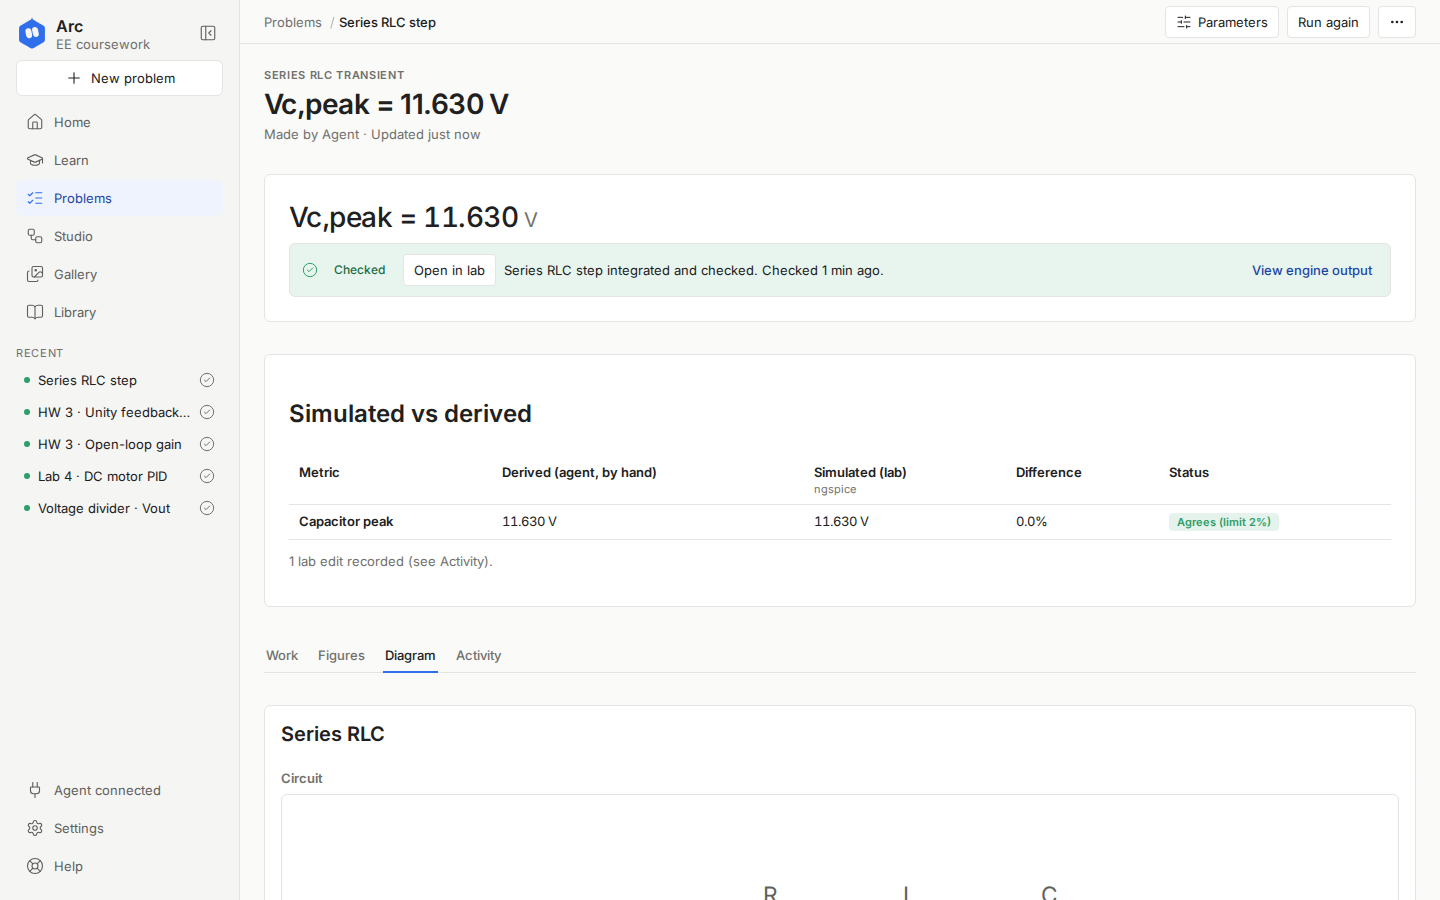 Arc
EE coursework
New problem
Home
Learn
Problems
Studio
Gallery
Library
RECENT
Series RLC step
HW 3 · Unity feedback...
HW 3 · Open-loop gain
Lab 4 · DC motor PID
Voltage divider · Vout
Agent connected
Settings
Help
Problems / Series RLC step
Parameters
Run again
SERIES RLC TRANSIENT
Vc,peak = 11.630 V
Made by Agent · Updated just now
Vc,peak = 11.630 V
Checked
Open in lab
Series RLC step integrated and checked. Checked 1 min ago.
View engine output
Simulated vs derived
Metric Derived (agent, by hand) Simulated (lab) Difference Status
ngspice
Capacitor peak 11.630 V 11.630 V 0.0% Agrees (limit 2%)
1 lab edit recorded (see Activity).
Work Figures Diagram Activity
Series RLC
Circuit
R L C